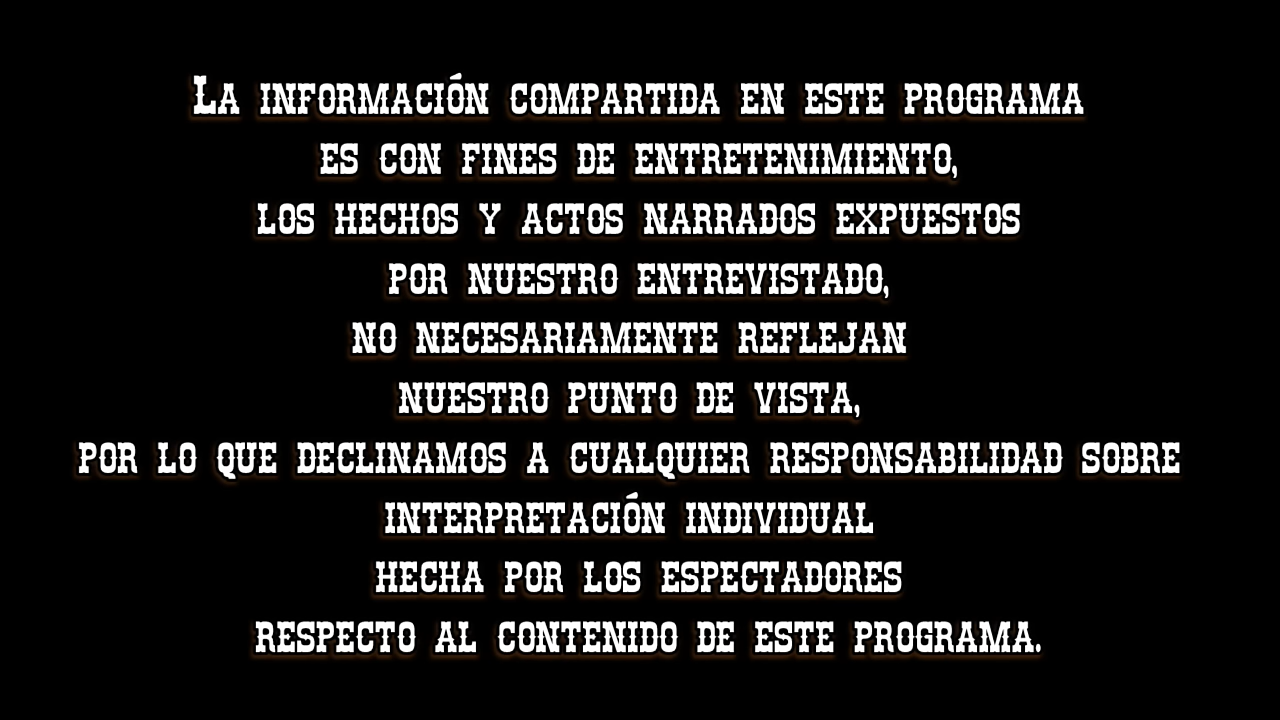 La información compartida en este programa
es con fines de entretenimiento,
los hechos y actos narrados expuestos
por nuestro entrevistado,
no necesariamente reflejan
nuestro punto de vista,
por lo que declinamos a cualquier responsabilidad sobre
interpretación individual
hecha por los espectadores
respecto al contenido de este programa.